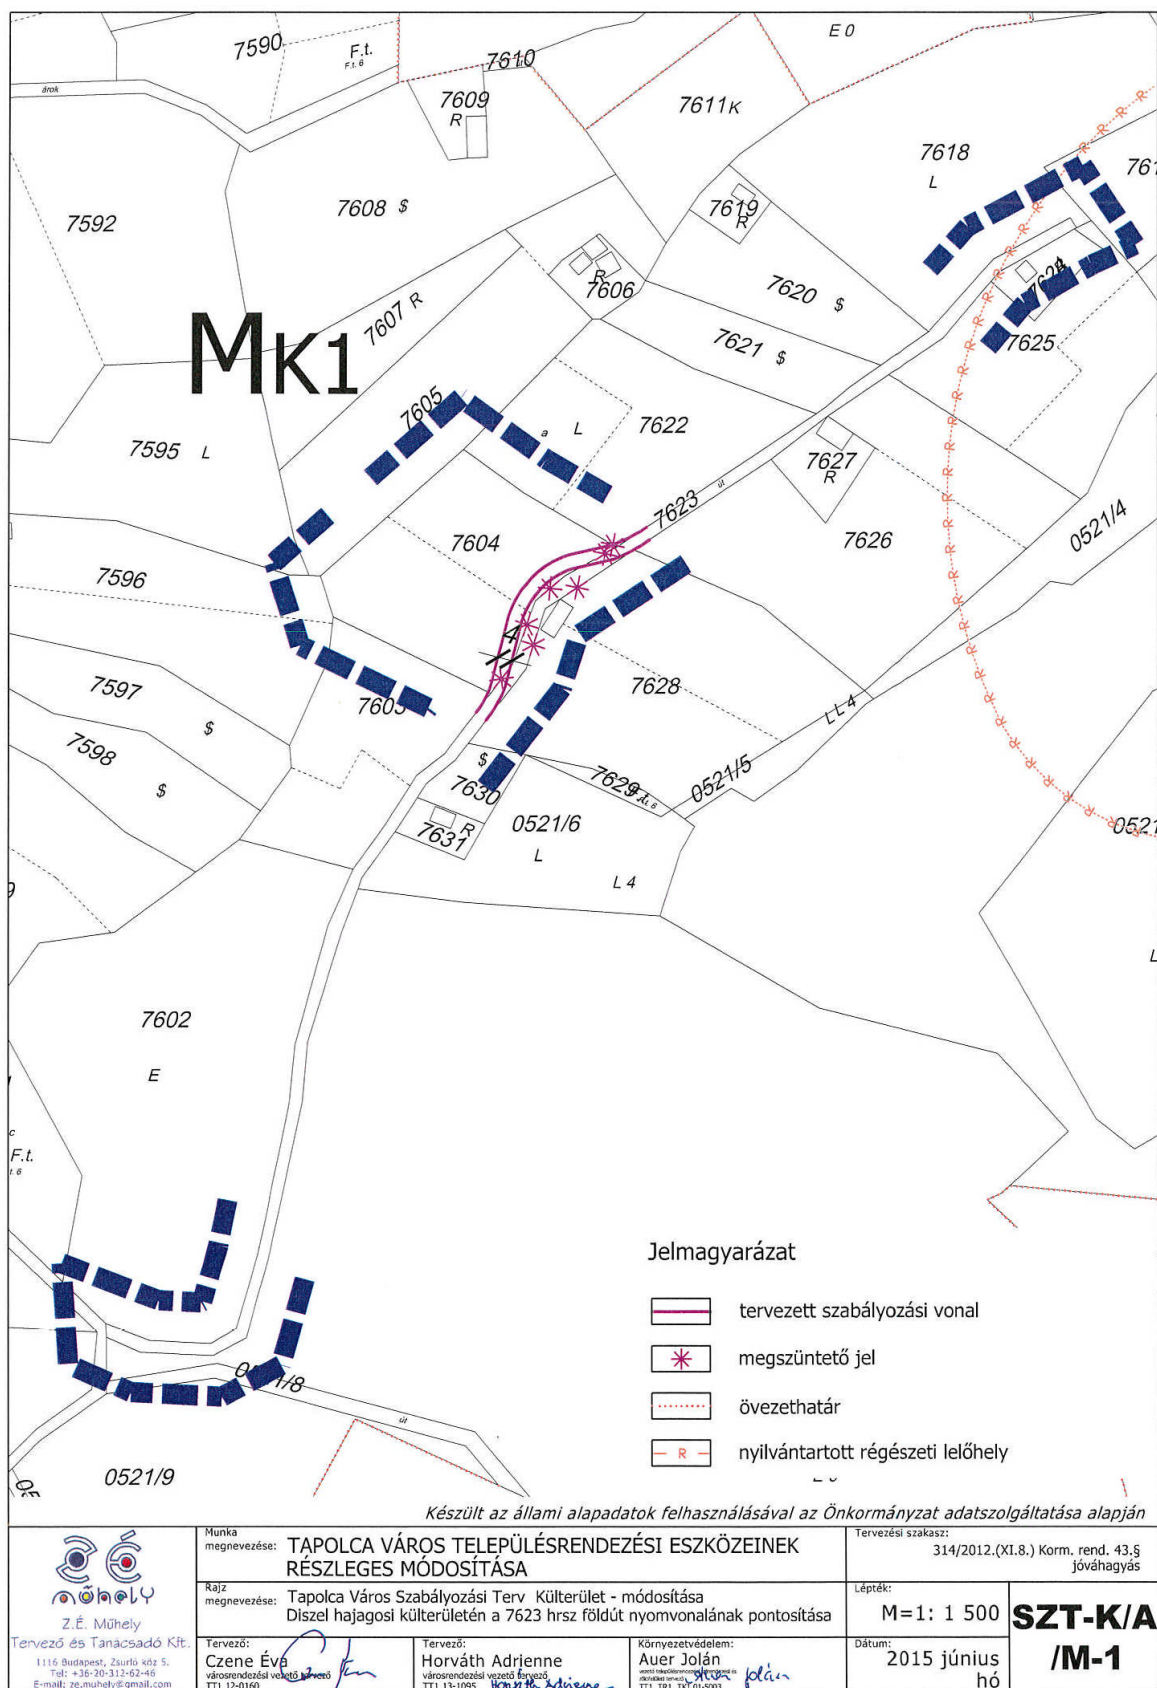 7590
F.t.
F.t. 6
árok
7610
E 0
7609
R
7611 K
7618
L
7592
7608 $
7619
R
7606
R
7620 $
7607 R
MK1
7621 $
7625
7605
a L
7622
7595 L
7627
R
7623
út
7604
7626
0521/4
7596
4
7597
$
7628
L L 4
7598
$
$
7630
7629
0521/5
7631
R
0521/6
L
L 4
0521
L
7602
E
c
F.t.
t. 6
út
0521/9
Jelmagyarázat
tervezett szabályozási vonal
megszüntető jel
övezethatár
R nyilvántartott régészeti lelőhely
Készült az állami alapadatok felhasználásával az Önkormányzat adatszolgáltatása alapján
ZÉ
műhely
Z.É. Műhely
Tervező és Tanácsadó Kft.
1116 Budapest, Zsurló köz 5.
Tel: +36-20-312-62-46
E-mail: ze.muhely@gmail.com
Munka
megnevezése: TAPOLCA VÁROS TELEPÜLÉSRENDEZÉSI ESZKÖZEINEK
RÉSZLEGES MÓDOSÍTÁSA
Tervezési szakasz:
314/2012.(XI.8.) Korm. rend. 43.§
jóváhagyás
Rajz
megnevezése: Tapolca Város Szabályozási Terv Külterület - módosítása
Diszel hajagosi külterületén a 7623 hrsz földút nyomvonalának pontosítása
Lépték:
M=1: 1 500
SZT-K/A
/M-1
Tervező:
Czene Éva
városrendezési vezető tervező
TT1 12-0160
Tervező:
Horváth Adrienne
városrendezési vezető tervező
TT1 13-1095
Környezetvédelem:
Auer Jolán
Dátum:
2015 június
hó